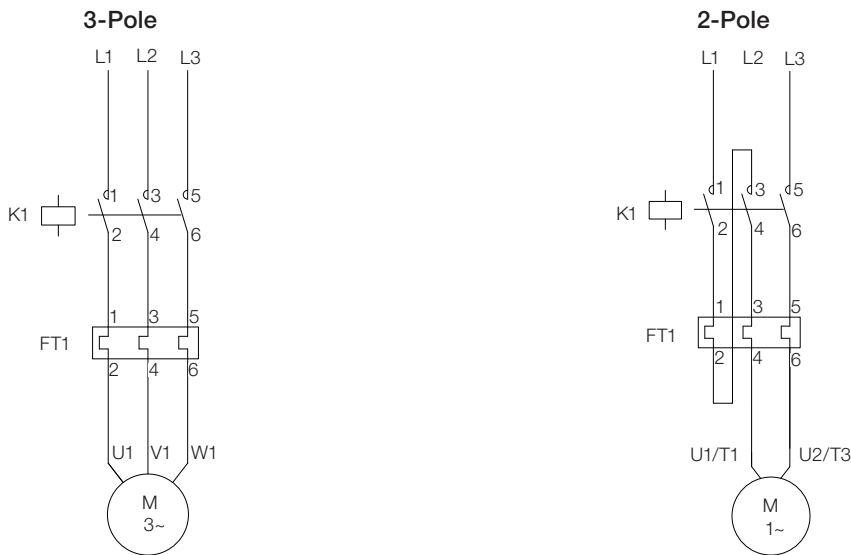 3-Pole
L1 L2 L3
1 3 5
K1
2 4 6
1 3 5
FT1
2 4 6
U1 V1 W1
M
3~
2-Pole
L1 L2 L3
1 3 5
K1
2 4 6
1 3 5
FT1
2 4 6
U1/T1 U2/T3
M
1~